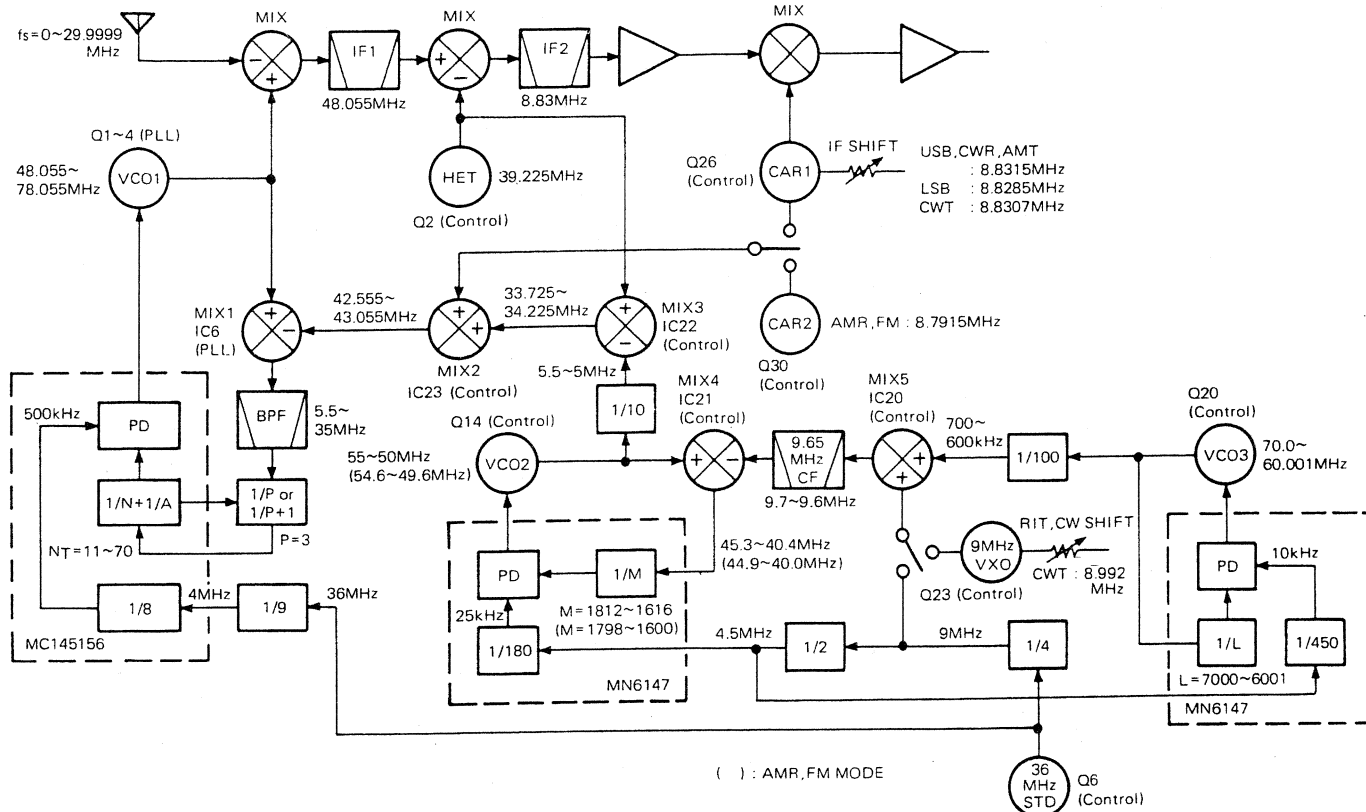 fs=0~29.9999
MHz
MIX
IF1
48.055MHz
MIX
IF2
8.83MHz
MIX
Q1~4 (PLL)
48.055~
78.055MHz
VCO1
HET
39.225MHz
Q2 (Control)
Q26
(Control)
CAR1
IF SHIFT
USB,CWR,AMT
: 8.8315MHz
LSB : 8.8285MHz
CWT : 8.8307MHz
MIX1
IC6
(PLL)
42.555~
43.055MHz
MIX2
IC23 (Control)
33.725~
34.225MHz
MIX3
IC22
(Control)
CAR2
AMR,FM : 8.7915MHz
Q30
(Control)
5.5~5MHz
1/10
500kHz
PD
BPF
5.5~
35MHz
1/N+1/A
1/P or
1/P+1
P=3
NT=11~70
1/8
4MHz
1/9
36MHz
MC145156
Q14 (Control)
55~50MHz
(54.6~49.6MHz)
VCO2
MIX4
IC21
(Control)
9.65
MHz
CF
9.7~9.6MHz
MIX5
IC20
(Control)
700~
600kHz
1/100
Q20
(Control)
VCO3
70.0~
60.001MHz
45.3~40.4MHz
(44.9~40.0MHz)
PD
1/M
25kHz
M=1812~1616
(M=1798~1600)
1/180
MN6147
4.5MHz
1/2
9MHz
1/4
9MHz
VXO
RIT, CW SHIFT
CWT : 8.992
MHz
Q23 (Control)
PD
10kHz
1/L
1/450
L=7000~6001
MN6147
( ) : AMR,FM MODE
36
MHz
STD
Q6
(Control)